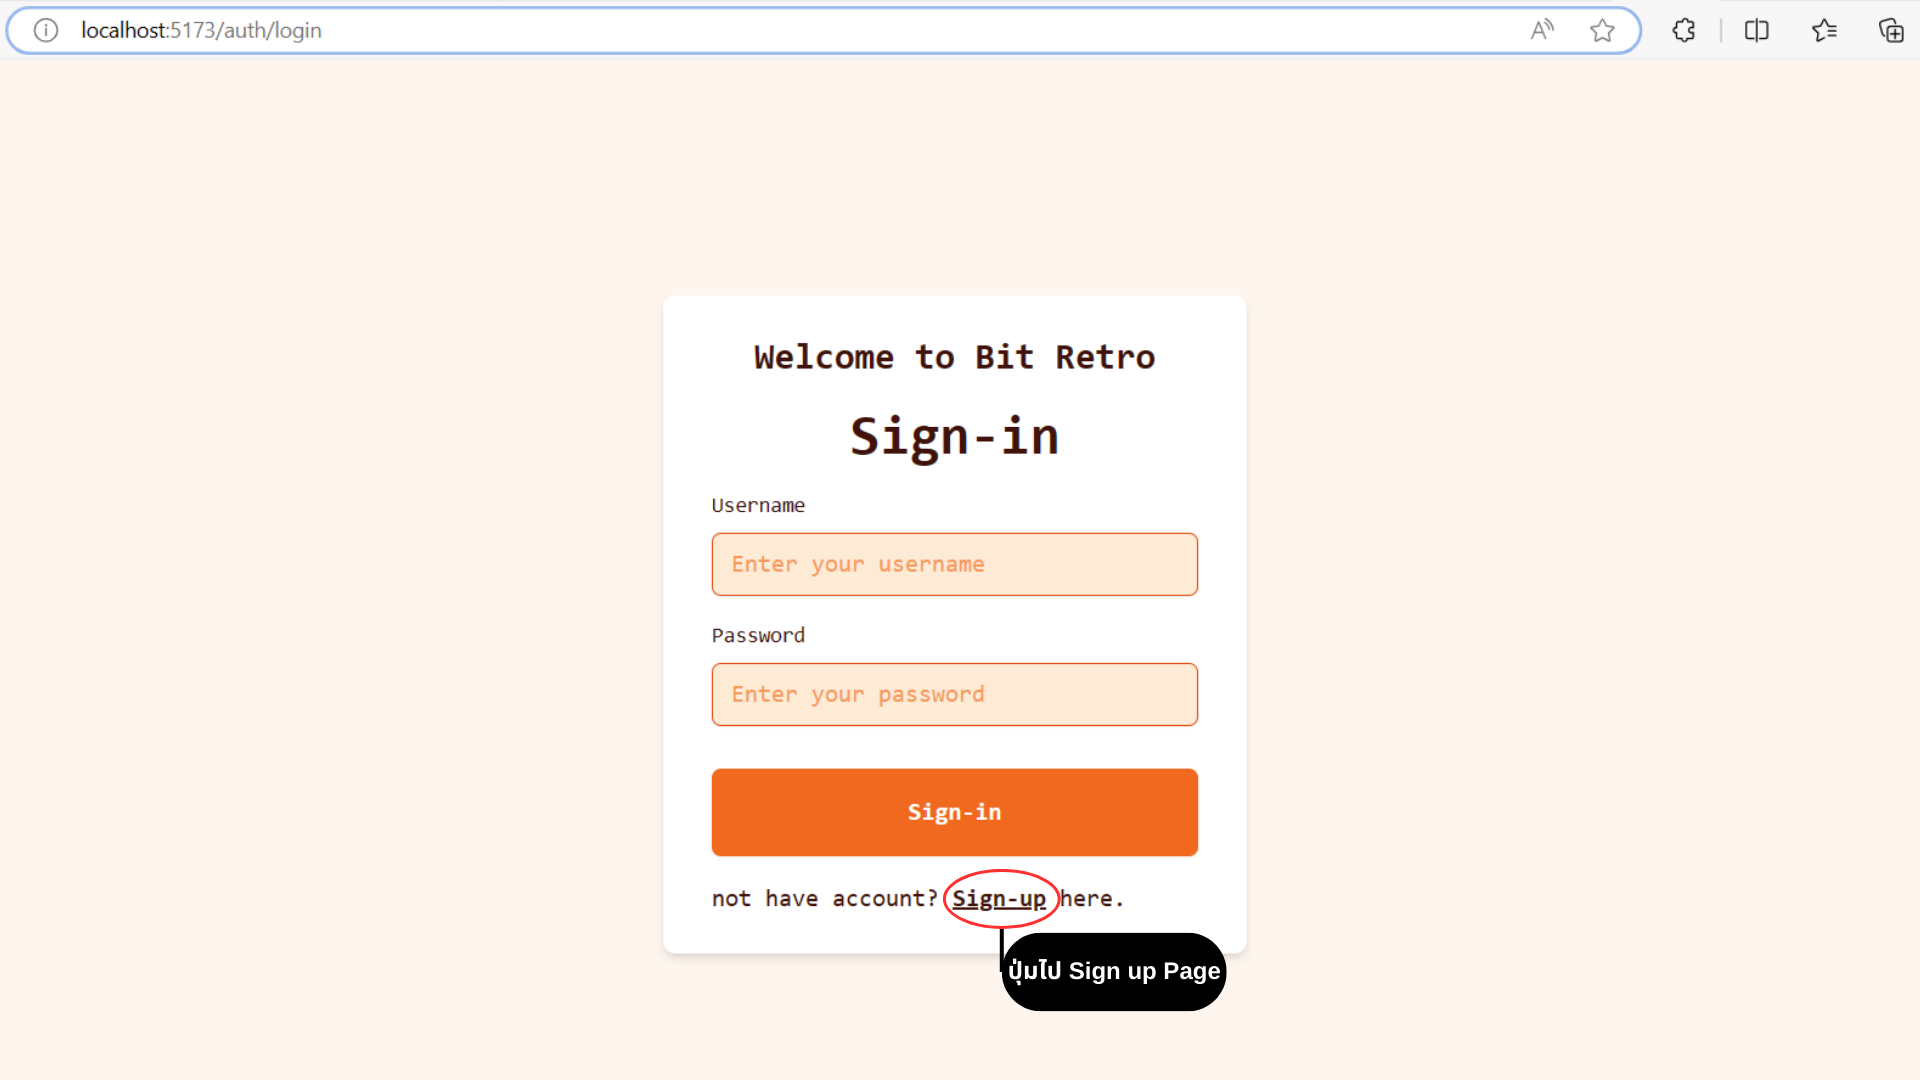 localhost:5173/auth/login
Welcome to Bit Retro
Sign-in
Username
Enter your username
Password
Enter your password
Sign-in
not have account? Sign-up here.
ปุ่มไป Sign up Page